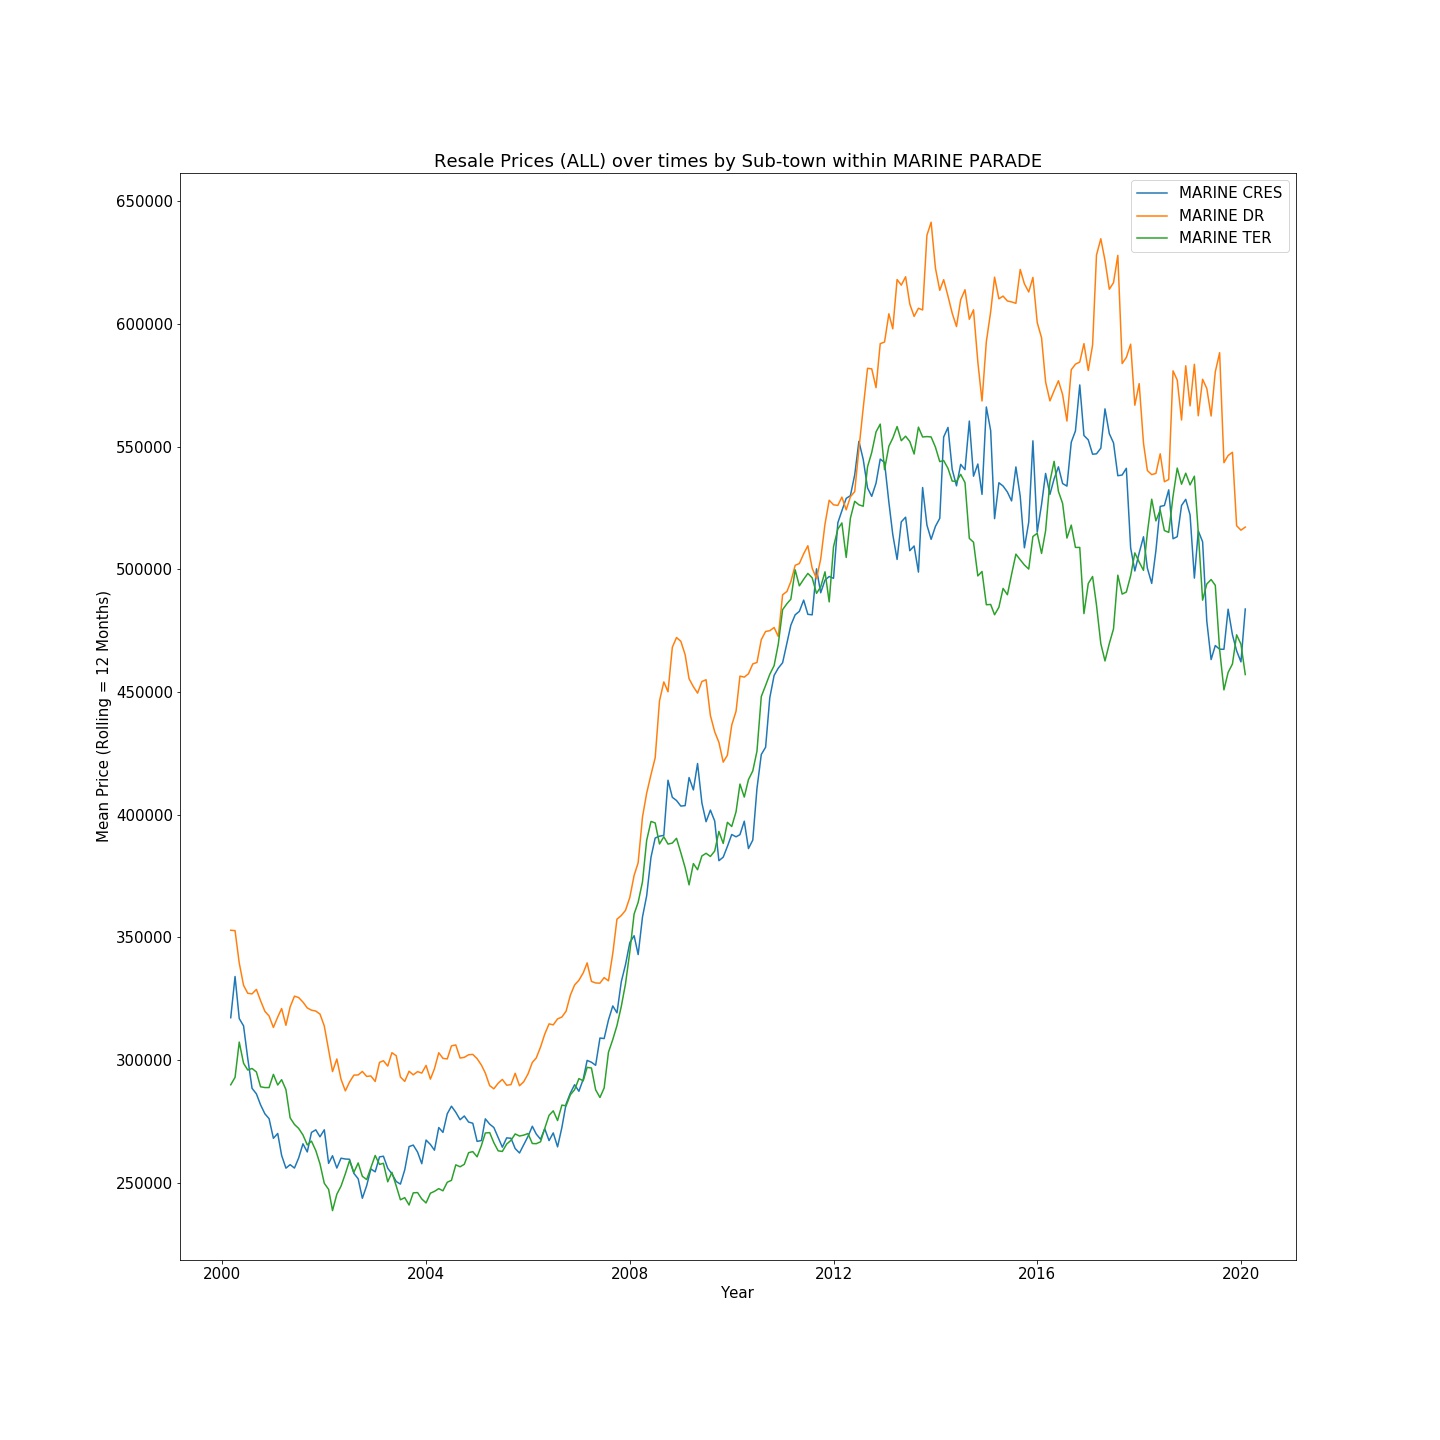 Resale Prices (ALL) over times by Sub-town within MARINE PARADE
MARINE CRES
MARINE DR
MARINE TER
650000
600000
550000
500000
450000
400000
350000
300000
250000
Mean Price (Rolling = 12 Months)
2000 2004 2008 2012 2016 2020
Year